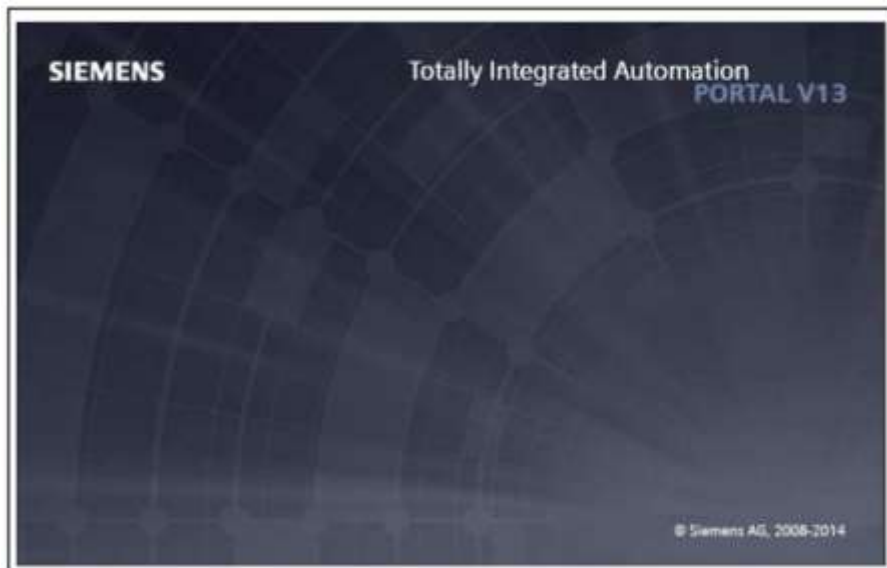 SIEMENS
Totally Integrated Automation
PORTAL V13
© Siemens AG, 2008-2014